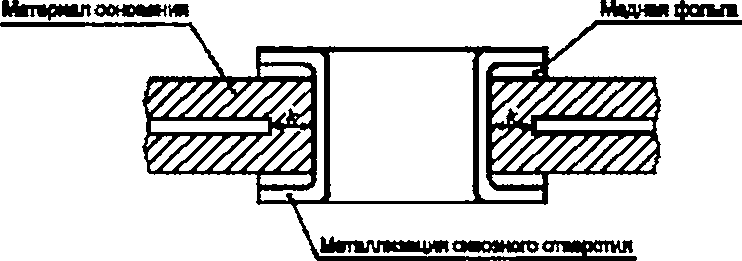 Материал основания
Медная фольга
k k
Металлизация сквозного отверстия